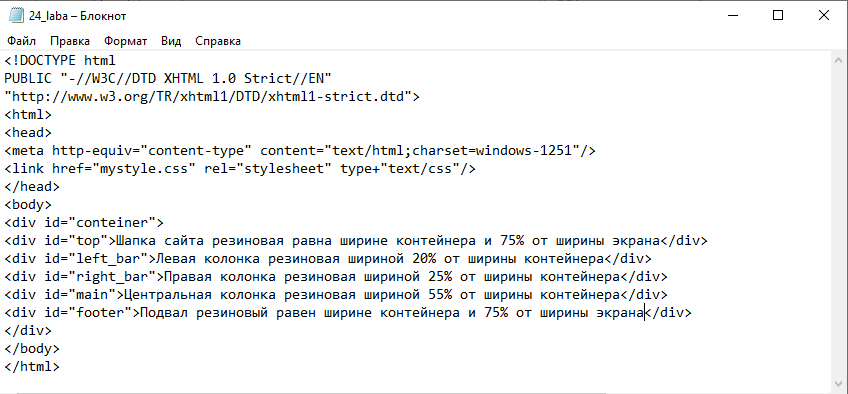 24_laba – Блокнот
Файл Правка Формат Вид Справка
<!DOCTYPE html
PUBLIC "-//W3C//DTD XHTML 1.0 Strict//EN"
"http://www.w3.org/TR/xhtml1/DTD/xhtml1-strict.dtd">
<html>
<head>
<meta http-equiv="content-type" content="text/html;charset=windows-1251"/>
<link href="mystyle.css" rel="stylesheet" type+"text/css"/>
</head>
<body>
<div id="conteiner">
<div id="top">Шапка сайта резиновая равна ширине контейнера и 75% от ширины экрана</div>
<div id="left_bar">Левая колонка резиновая шириной 20% от ширины контейнера</div>
<div id="right_bar">Правая колонка резиновая шириной 25% от ширины контейнера</div>
<div id="main">Центральная колонка резиновая шириной 55% от ширины контейнера</div>
<div id="footer">Подвал резиновый равен ширине контейнера и 75% от ширины экрана</div>
</div>
</body>
</html>